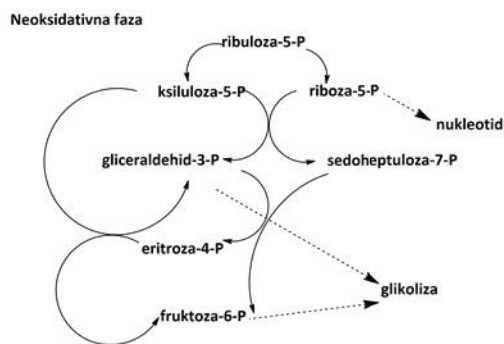 Neoksidativna faza
ribuloza-5-P
ksiluloza-5-P
riboza-5-P
nukleotid
gliceraldehid-3-P
sedoheptuloza-7-P
eritroza-4-P
glikoliza
fruktoza-6-P